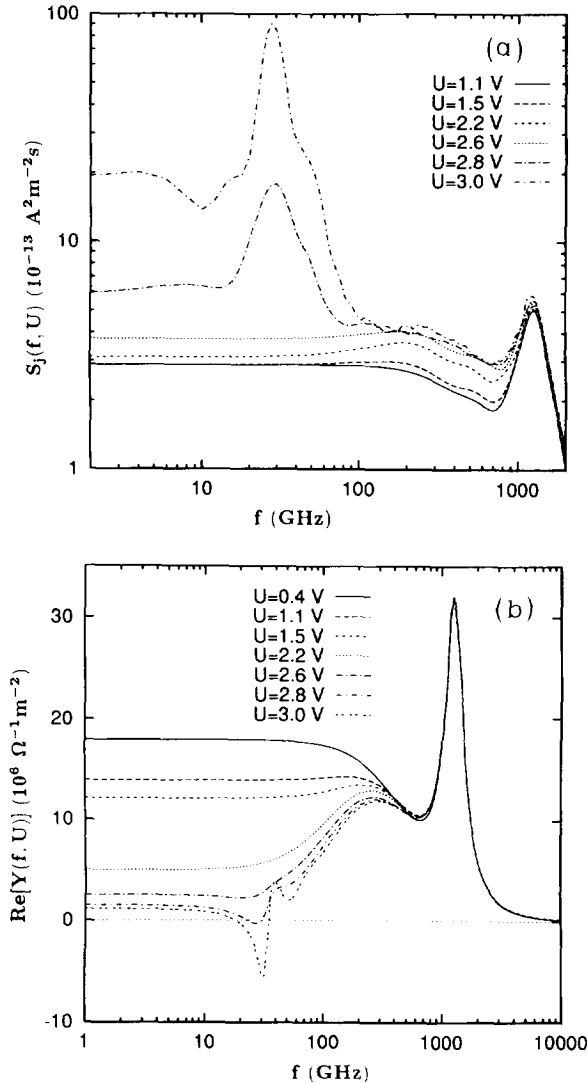 100
10
1
S_j(f,U) (10^{-13} A^2m^{-2}s)
(a)
U=1.1 V
U=1.5 V
U=2.2 V
U=2.6 V
U=2.8 V
U=3.0 V
10
100
1000
f (GHz)
30
20
10
0
-10
Re[Y(f,U)] (10^6 Ω^{-1}m^{-2})
(b)
U=0.4 V
U=1.1 V
U=1.5 V
U=2.2 V
U=2.6 V
U=2.8 V
U=3.0 V
1
10
100
1000
10000
f (GHz)